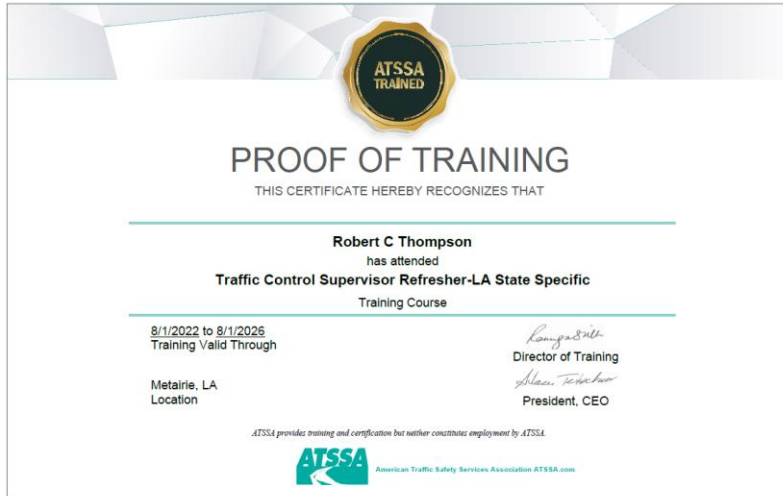 ATSSA
TRAINED
PROOF OF TRAINING
THIS CERTIFICATE HEREBY RECOGNIZES THAT
Robert C Thompson
has attended
Traffic Control Supervisor Refresher-LA State Specific
Training Course
8/1/2022 to 8/1/2026
Training Valid Through
Director of Training
Metairie, LA
Location
President, CEO
ATSSA provides training and certification but neither constitutes employment by ATSSA.
ATSSA
American Traffic Safety Services Association ATSSA.com